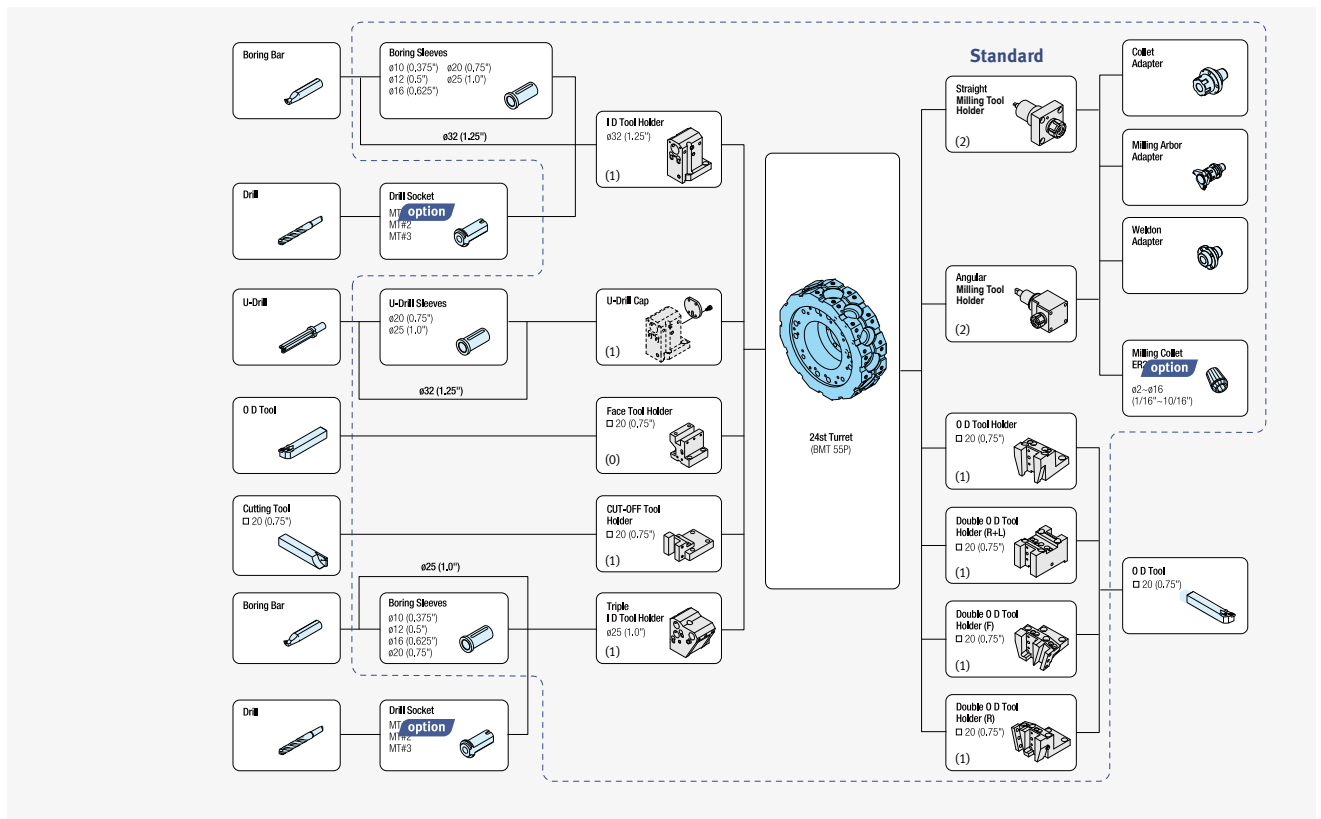 Standard
Boring Bar
Boring Sleeves
ø10 (0.375") ø20 (0.75")
ø12 (0.5") ø25 (1.0")
ø16 (0.625")
ø32 (1.25")
I D Tool Holder
ø32 (1.25")
(1)
Drill
Drill Socket
option
MT#2
MT#3
U-Drill
U-Drill Sleeves
ø20 (0.75")
ø25 (1.0")
ø32 (1.25")
U-Drill Cap
(1)
O D Tool
Face Tool Holder
□ 20 (0.75")
(0)
Cutting Tool
□ 20 (0.75")
CUT-OFF Tool
Holder
□ 20 (0.75")
(1)
ø25 (1.0")
Boring Bar
Boring Sleeves
ø10 (0.375")
ø12 (0.5")
ø16 (0.625")
ø20 (0.75")
Triple
I D Tool Holder
ø25 (1.0")
(1)
Drill
Drill Socket
option
MT#2
MT#3
24st Turret
(BMT 55P)
Straight
Milling Tool
Holder
(2)
Angular
Milling Tool
Holder
(2)
O D Tool Holder
□ 20 (0.75")
(1)
Double O D Tool
Holder (R+L)
□ 20 (0.75")
(1)
Double O D Tool
Holder (F)
□ 20 (0.75")
(1)
Double O D Tool
Holder (R)
□ 20 (0.75")
(1)
Collet
Adapter
Milling Arbor
Adapter
Weldon
Adapter
Milling Collet
option
ø2~ø16
(1/16"~10/16")
O D Tool
□ 20 (0.75")